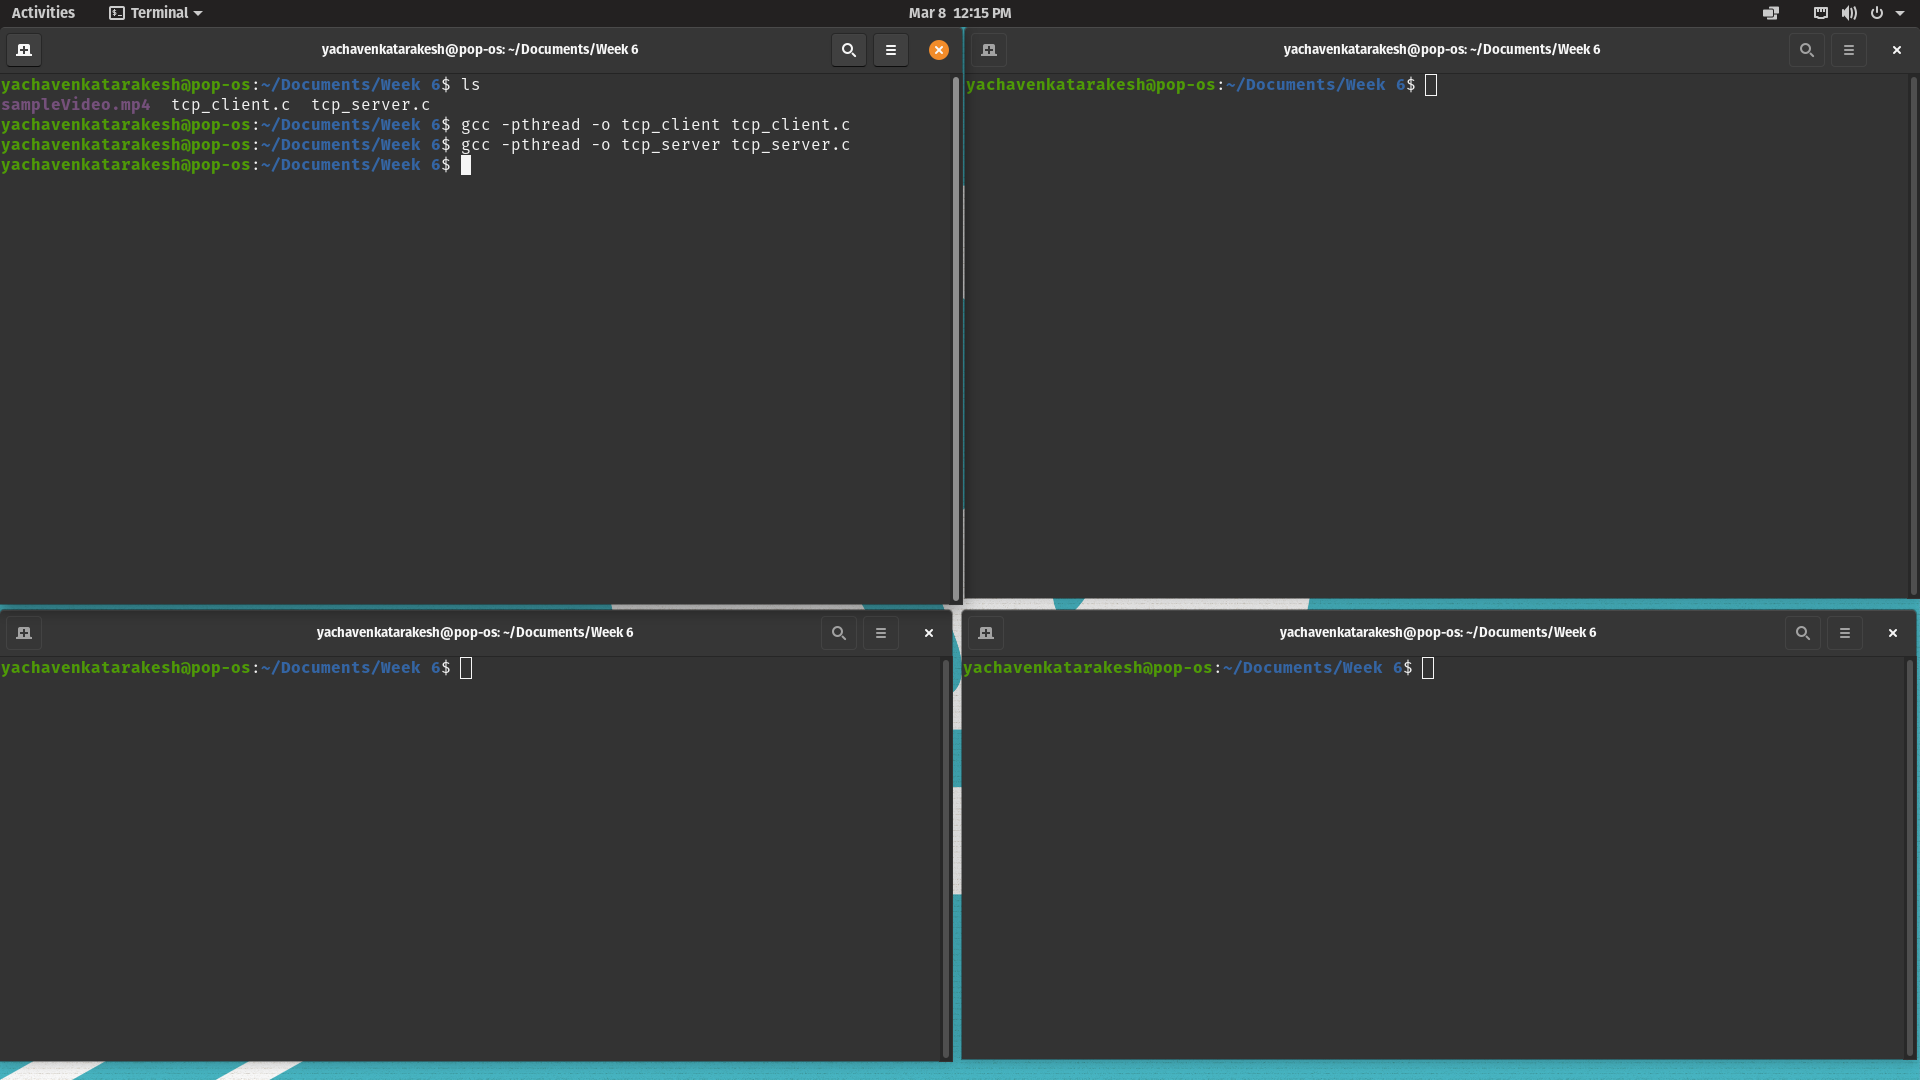 Activities Terminal Mar 8 12:15 PM
yachavenkatarakesh@pop-os: ~/Documents/Week 6
yachavenkatarakesh@pop-os:~/Documents/Week 6$ ls
sampleVideo.mp4 tcp_client.c tcp_server.c
yachavenkatarakesh@pop-os:~/Documents/Week 6$ gcc -pthread -o tcp_client tcp_client.c
yachavenkatarakesh@pop-os:~/Documents/Week 6$ gcc -pthread -o tcp_server tcp_server.c
yachavenkatarakesh@pop-os:~/Documents/Week 6$
yachavenkatarakesh@pop-os: ~/Documents/Week 6
yachavenkatarakesh@pop-os:~/Documents/Week 6$
yachavenkatarakesh@pop-os: ~/Documents/Week 6
yachavenkatarakesh@pop-os:~/Documents/Week 6$
yachavenkatarakesh@pop-os: ~/Documents/Week 6
yachavenkatarakesh@pop-os:~/Documents/Week 6$